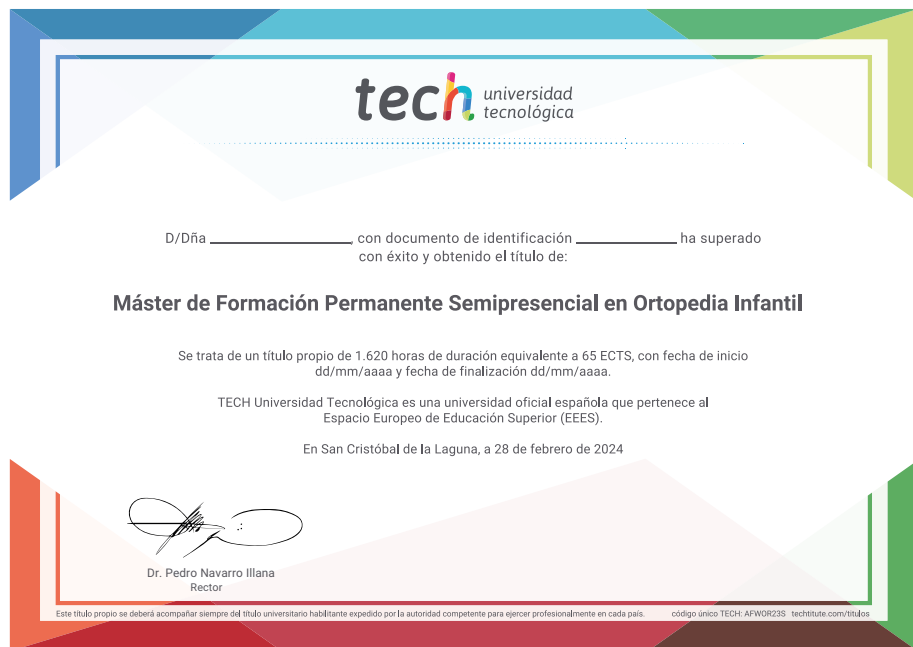 tech universidad
tecnológica
D/Dña ____________________, con documento de identificación ______________ ha superado
con éxito y obtenido el título de:
Máster de Formación Permanente Semipresencial en Ortopedia Infantil
Se trata de un título propio de 1.620 horas de duración equivalente a 65 ECTS, con fecha de inicio
dd/mm/aaaa y fecha de finalización dd/mm/aaaa.
TECH Universidad Tecnológica es una universidad oficial española que pertenece al
Espacio Europeo de Educación Superior (EEES).
En San Cristóbal de la Laguna, a 28 de febrero de 2024
Dr. Pedro Navarro Illana
Rector
Este título propio se deberá acompañar siempre del título universitario habilitante expedido por la autoridad competente para ejercer profesionalmente en cada país. código único TECH: AFWOR23S techtitute.com/titulos